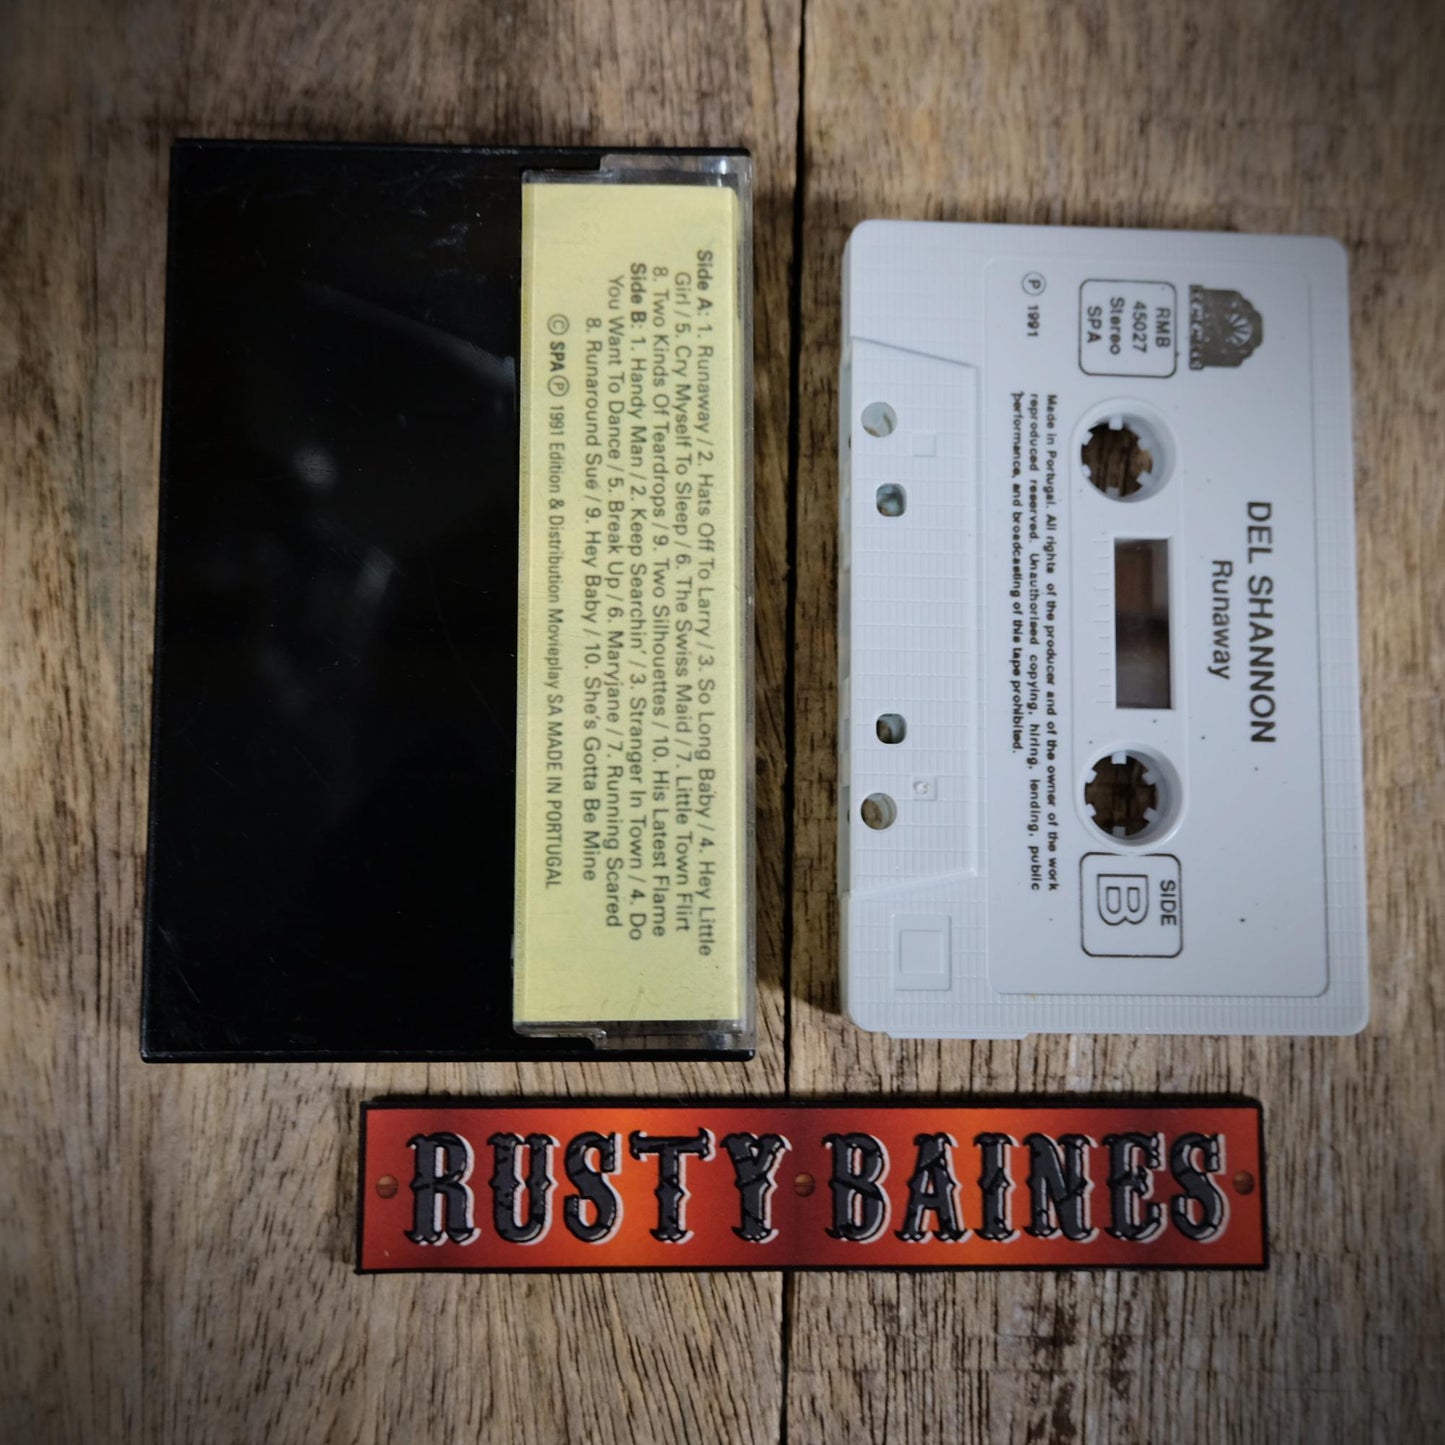 Side A: 1. Runaway / 2. Hats Off To Larry / 3. So Long Baby / 4. Hey Little
Girl / 5. Cry Myself To Sleep / 6. The Swiss Maid / 7. Little Town Flirt
8. Two Kinds Of Teardrops / 9. Two Silhouettes / 10. His Latest Flame
Side B: 1. Handy Man / 2. Keep Searchin' / 3. Stranger In Town / 4. Do
You Want To Dance / 5. Break Up / 6. Maryjane / 7. Running Scared
8. Runaround Sue / 9. Hey Baby / 10. She's Gotta Be Mine
© SPA ℗ 1991 Edition & Distribution Movieplay SA MADE IN PORTUGAL
DEL SHANNON
Runaway
RMB
45027
Stereo
SPA
SIDE
B
℗ 1991
Made in Portugal. All rights of the producer and of the owner of the work
reproduced reserved. Unauthorised copying, hiring, lending, public
performance, and broadcasting of this tape prohibited.
RUSTY BAINES